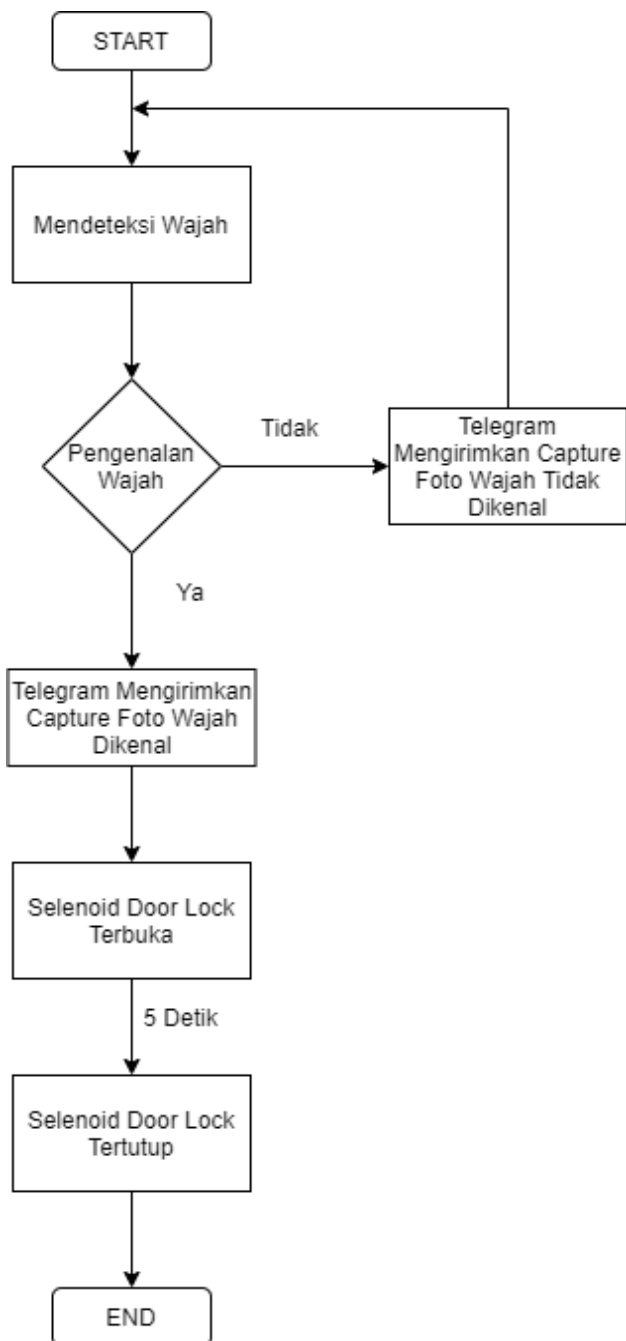 START
Mendeteksi Wajah
Pengenalan
Wajah
Tidak
Telegram
Mengirimkan Capture
Foto Wajah Tidak
Dikenal
Ya
Telegram Mengirimkan
Capture Foto Wajah
Dikenal
Selenoid Door Lock
Terbuka
5 Detik
Selenoid Door Lock
Tertutup
END